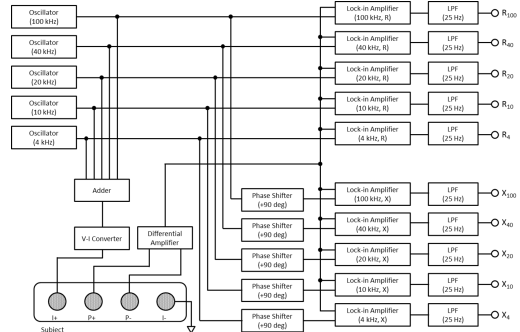 Oscillator
(100 kHz)
Lock-in Amplifier
(100 kHz, R)
LPF
(25 Hz)
R100
Oscillator
(40 kHz)
Lock-in Amplifier
(40 kHz, R)
LPF
(25 Hz)
R40
Oscillator
(20 kHz)
Lock-in Amplifier
(20 kHz, R)
LPF
(25 Hz)
R20
Oscillator
(10 kHz)
Lock-in Amplifier
(10 kHz, R)
LPF
(25 Hz)
R10
Oscillator
(4 kHz)
Lock-in Amplifier
(4 kHz, R)
LPF
(25 Hz)
R4
Adder
Phase Shifter
(+90 deg)
Lock-in Amplifier
(100 kHz, X)
LPF
(25 Hz)
X100
V-I Converter
Differential
Amplifier
Phase Shifter
(+90 deg)
Lock-in Amplifier
(40 kHz, X)
LPF
(25 Hz)
X40
Phase Shifter
(+90 deg)
Lock-in Amplifier
(20 kHz, X)
LPF
(25 Hz)
X20
Phase Shifter
(+90 deg)
Lock-in Amplifier
(10 kHz, X)
LPF
(25 Hz)
X10
Phase Shifter
(+90 deg)
Lock-in Amplifier
(4 kHz, X)
LPF
(25 Hz)
X4
I+ P+ P- I-
Subject